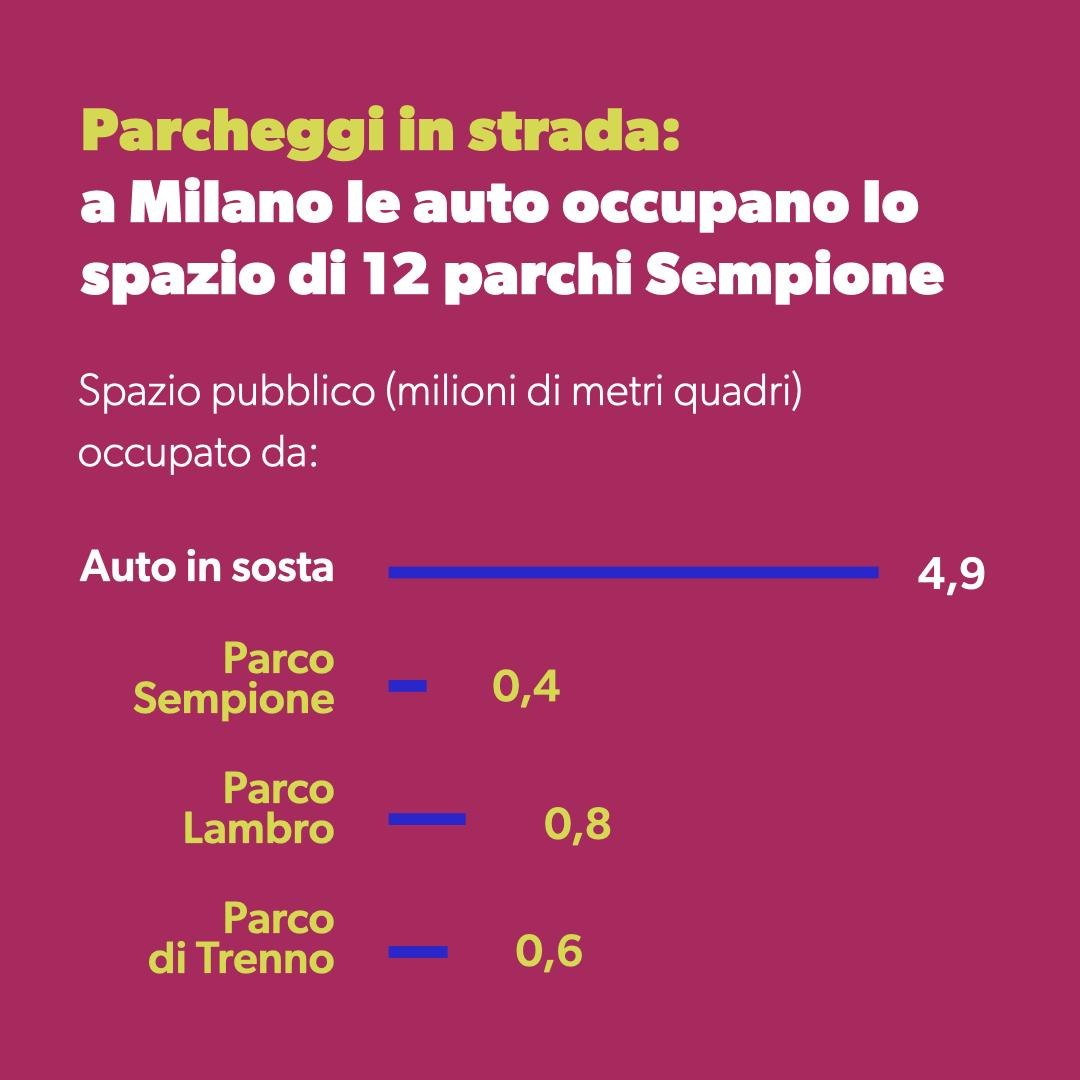 Parcheggi in strada:
a Milano le auto occupano lo
spazio di 12 parchi Sempione
Spazio pubblico (milioni di metri quadri)
occupato da:
Auto in sosta 4,9
Parco
Sempione 0,4
Parco
Lambro 0,8
Parco
di Trenno 0,6